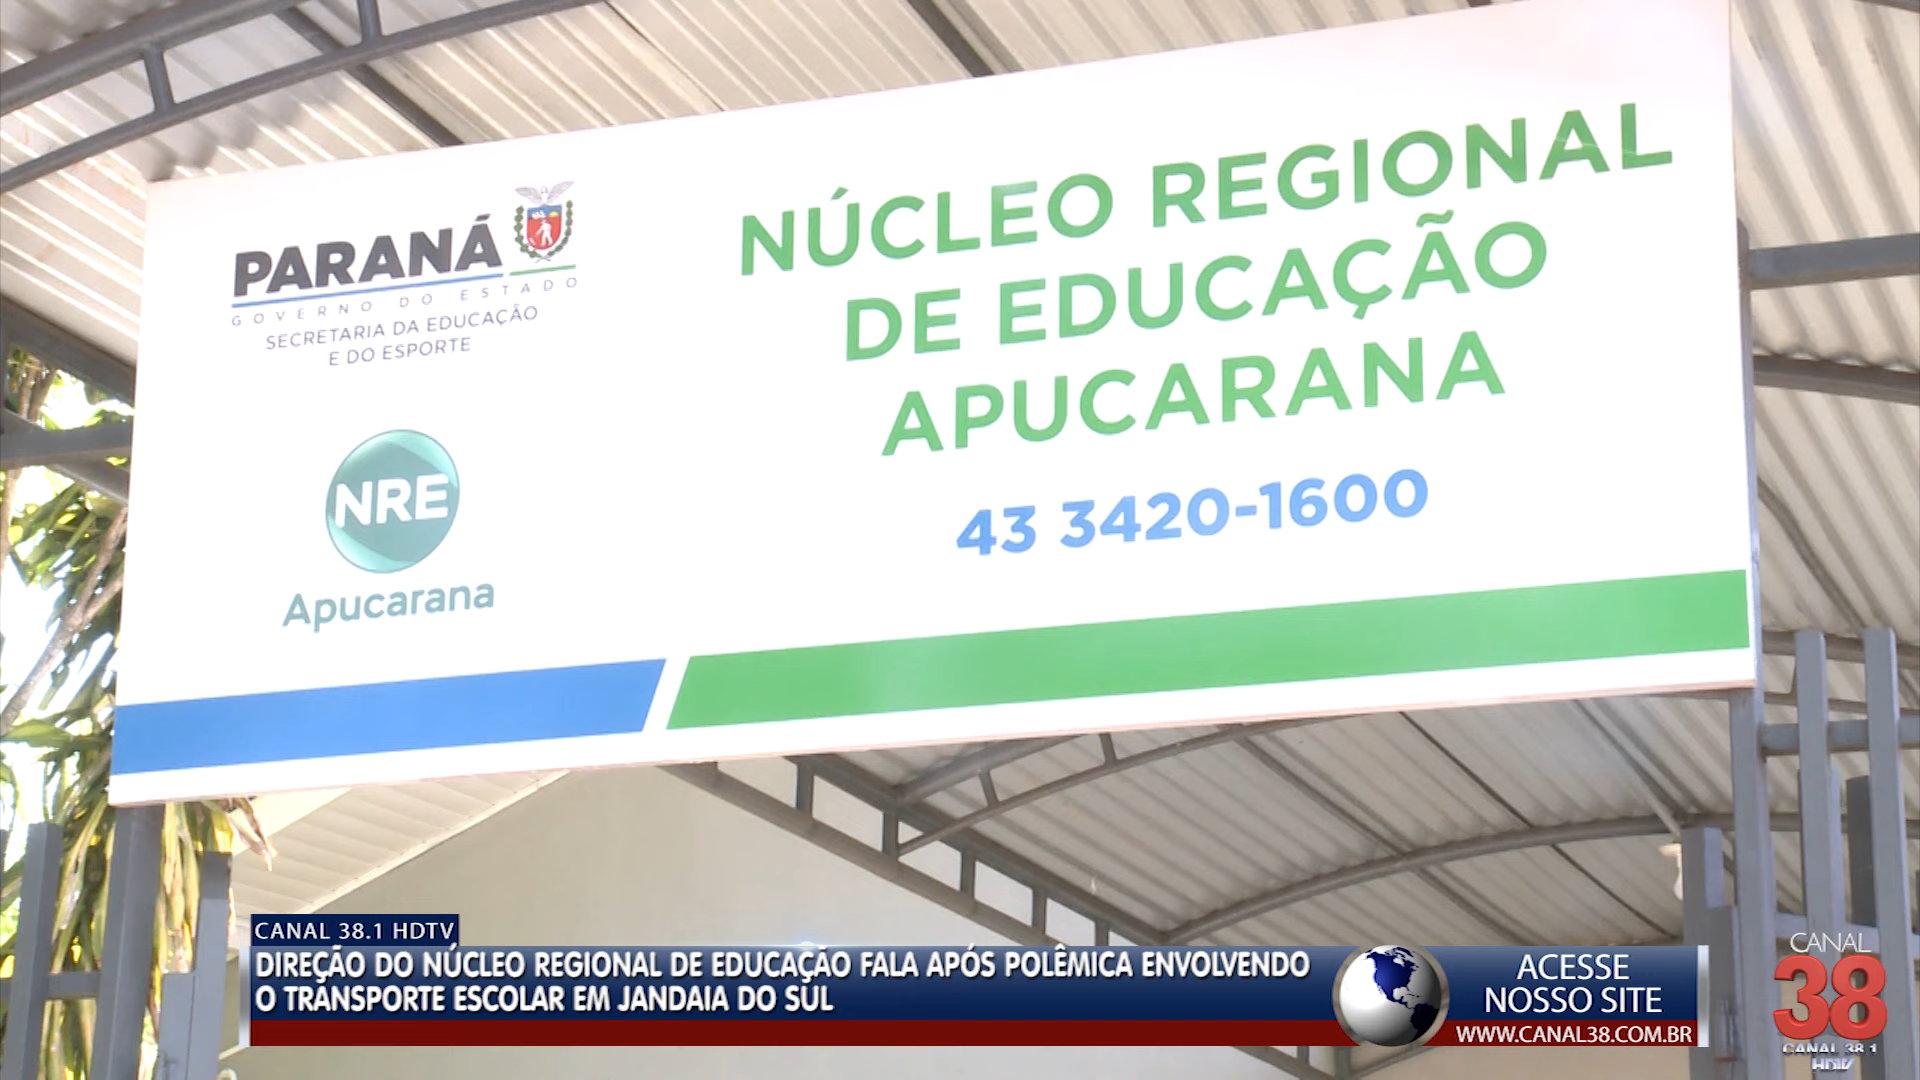 PARANÁ
GOVERNO DO ESTADO
SECRETARIA DA EDUCAÇÃO
E DO ESPORTE
NRE
Apucarana
NÚCLEO REGIONAL
DE EDUCAÇÃO
APUCARANA
43 3420-1600
CANAL 38.1 HDTV
DIREÇÃO DO NÚCLEO REGIONAL DE EDUCAÇÃO FALA APÓS POLÊMICA ENVOLVENDO
O TRANSPORTE ESCOLAR EM JANDAIA DO SUL
ACESSE
NOSSO SITE
WWW.CANAL38.COM.BR
CANAL
38
CANAL 38.1
HDTV